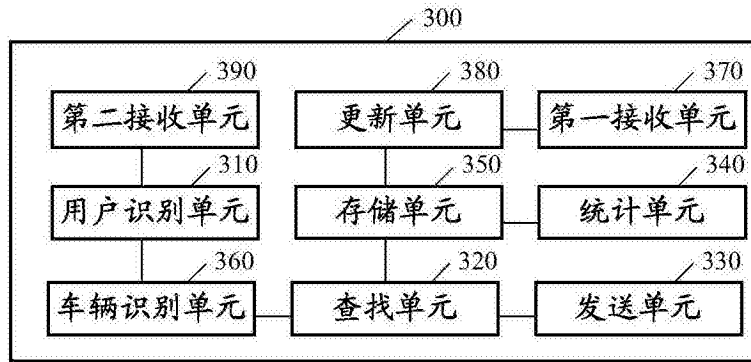 300
390 380 370
第二接收单元 更新单元 第一接收单元
310 350 340
用户识别单元 存储单元 统计单元
360 320 330
车辆识别单元 查找单元 发送单元